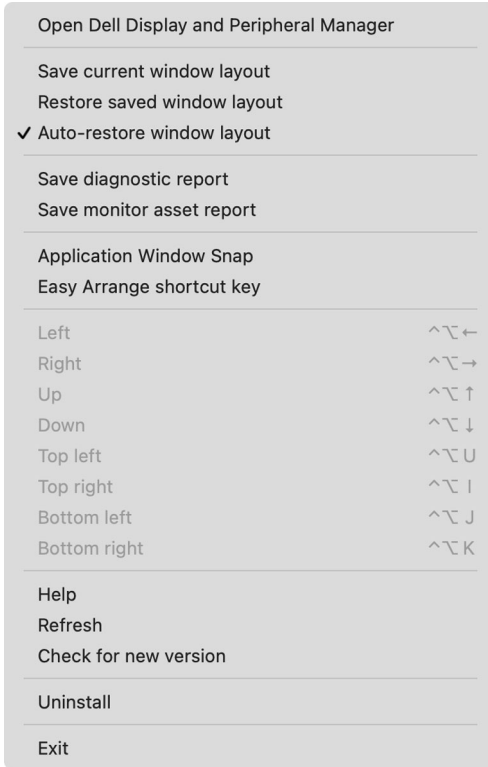 Open Dell Display and Peripheral Manager
Save current window layout
Restore saved window layout
✓ Auto-restore window layout
Save diagnostic report
Save monitor asset report
Application Window Snap
Easy Arrange shortcut key
Left ^⌥←
Right ^⌥→
Up ^⌥↑
Down ^⌥↓
Top left ^⌥U
Top right ^⌥I
Bottom left ^⌥J
Bottom right ^⌥K
Help
Refresh
Check for new version
Uninstall
Exit